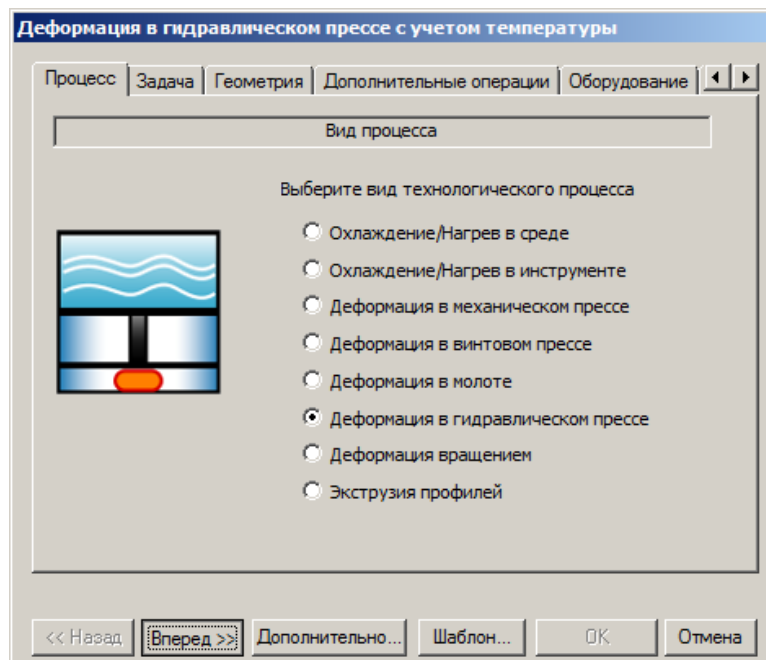 Деформация в гидравлическом прессе с учетом температуры
Процесс Задача Геометрия Дополнительные операции Оборудование
Вид процесса
Выберите вид технологического процесса
Охлаждение/Нагрев в среде
Охлаждение/Нагрев в инструменте
Деформация в механическом прессе
Деформация в винтовом прессе
Деформация в молоте
Деформация в гидравлическом прессе
Деформация вращением
Экструзия профилей
<< Назад Вперед >> Дополнительно... Шаблон... OK Отмена